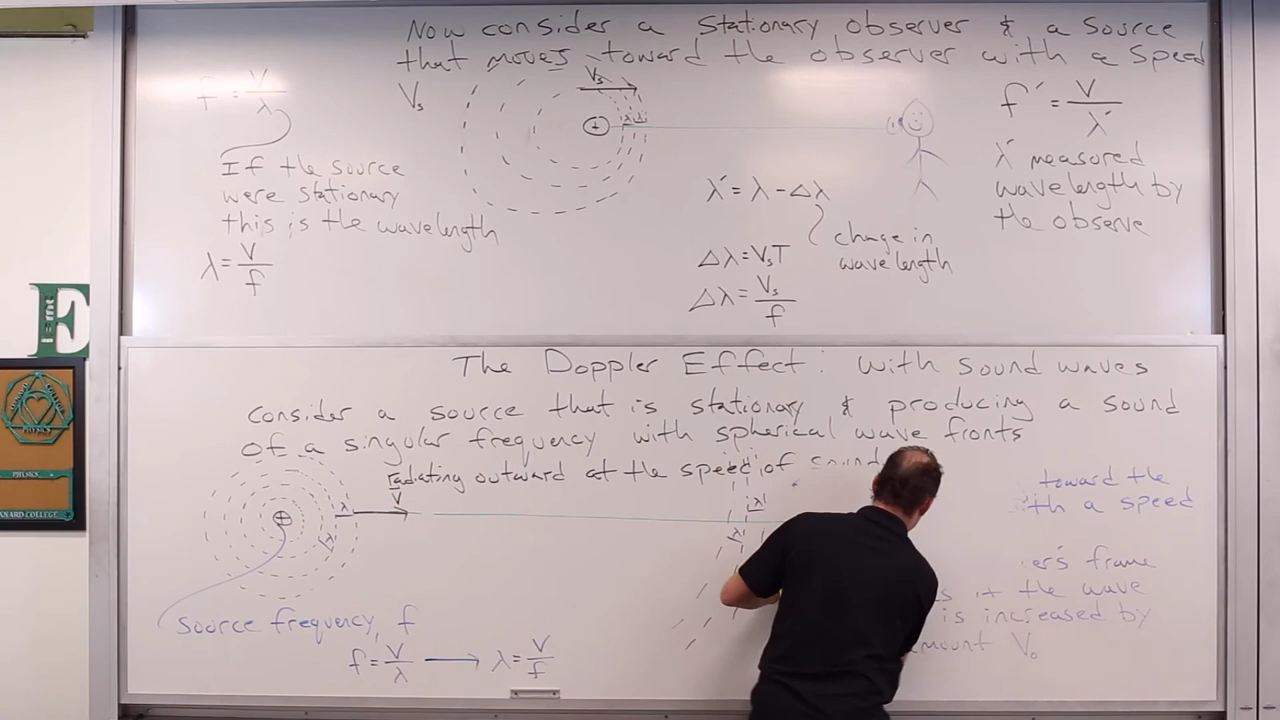 Now consider a stationary observer & a source
that moves toward the observer with a speed
Vs
f = V/λ
If the source
were stationary
this is the wavelength
λ = V/f
Vs
λ Δλ
λ´ = λ - Δλ
change in
wavelength
Δλ = VsT
Δλ = Vs/f
f´ = V/λ´
λ´ measured
wavelength by
the observe
The Doppler Effect: with sound waves
consider a source that is stationary & producing a sound
of a singular frequency with spherical wave fronts
radiating outward at the speed of sound
λ
V
λ
λ
λ
Source frequency, f
f = V/λ → λ = V/f
toward the
with a speed
er's frame
the wave
is increased by
amount Vo
E
PHYSICS
PHYSICS